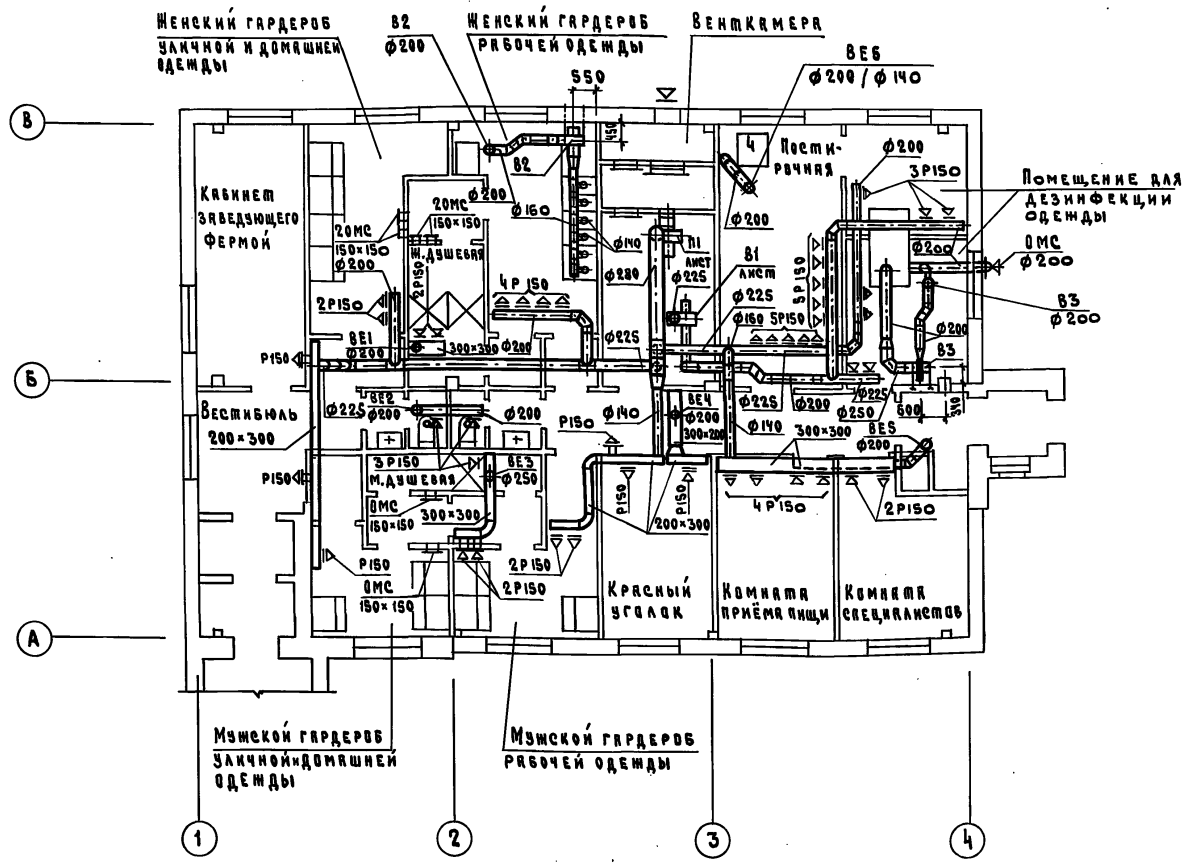 Женский гардероб
уличной и домашней
одежды
В2
ф200
Женский гардероб
рабочей одежды
Венткамера
ВЕ6
ф200 / ф140
550
450
В
4
Пости-
рочная
ф200
3Р150
Помещение для
дезинфекции
одежды
Кабинет
заведующего
фермой
В2
ф200
ф160
ф140
ф280
20МС
150×150
20МС
150×150
ф200
Ж.душевая
2Р150
2Р150
4Р150
П1
лист
В1
лист
ф225
ф225
ф200
5Р150
ф200
0МС
ф200
В3
ф200
ф160
5Р150
ф200
В3
ВЕ1
ф200
300×300
ф200
ф225
Р150
Б
Вестибюль
200×300
ф225
ВЕ2
ф200
ф200
Р150
ф140
ВЕ4
ф200
300×200
ф225
ф140
ф200
ф225
ф250
600
310
300×300
ВЕ5
ф200
Р150
3Р150
М.душевая
ВЕ3
ф250
0МС
150×150
300×300
Р150
Р150
200×300
4Р150
2Р150
Р150
0МС
150×150
2Р150
2Р150
Красный
уголок
Комната
приёма пищи
Комната
специалистов
А
Мужской гардероб
уличной и домашней
одежды
Мужской гардероб
рабочей одежды
1
2
3
4